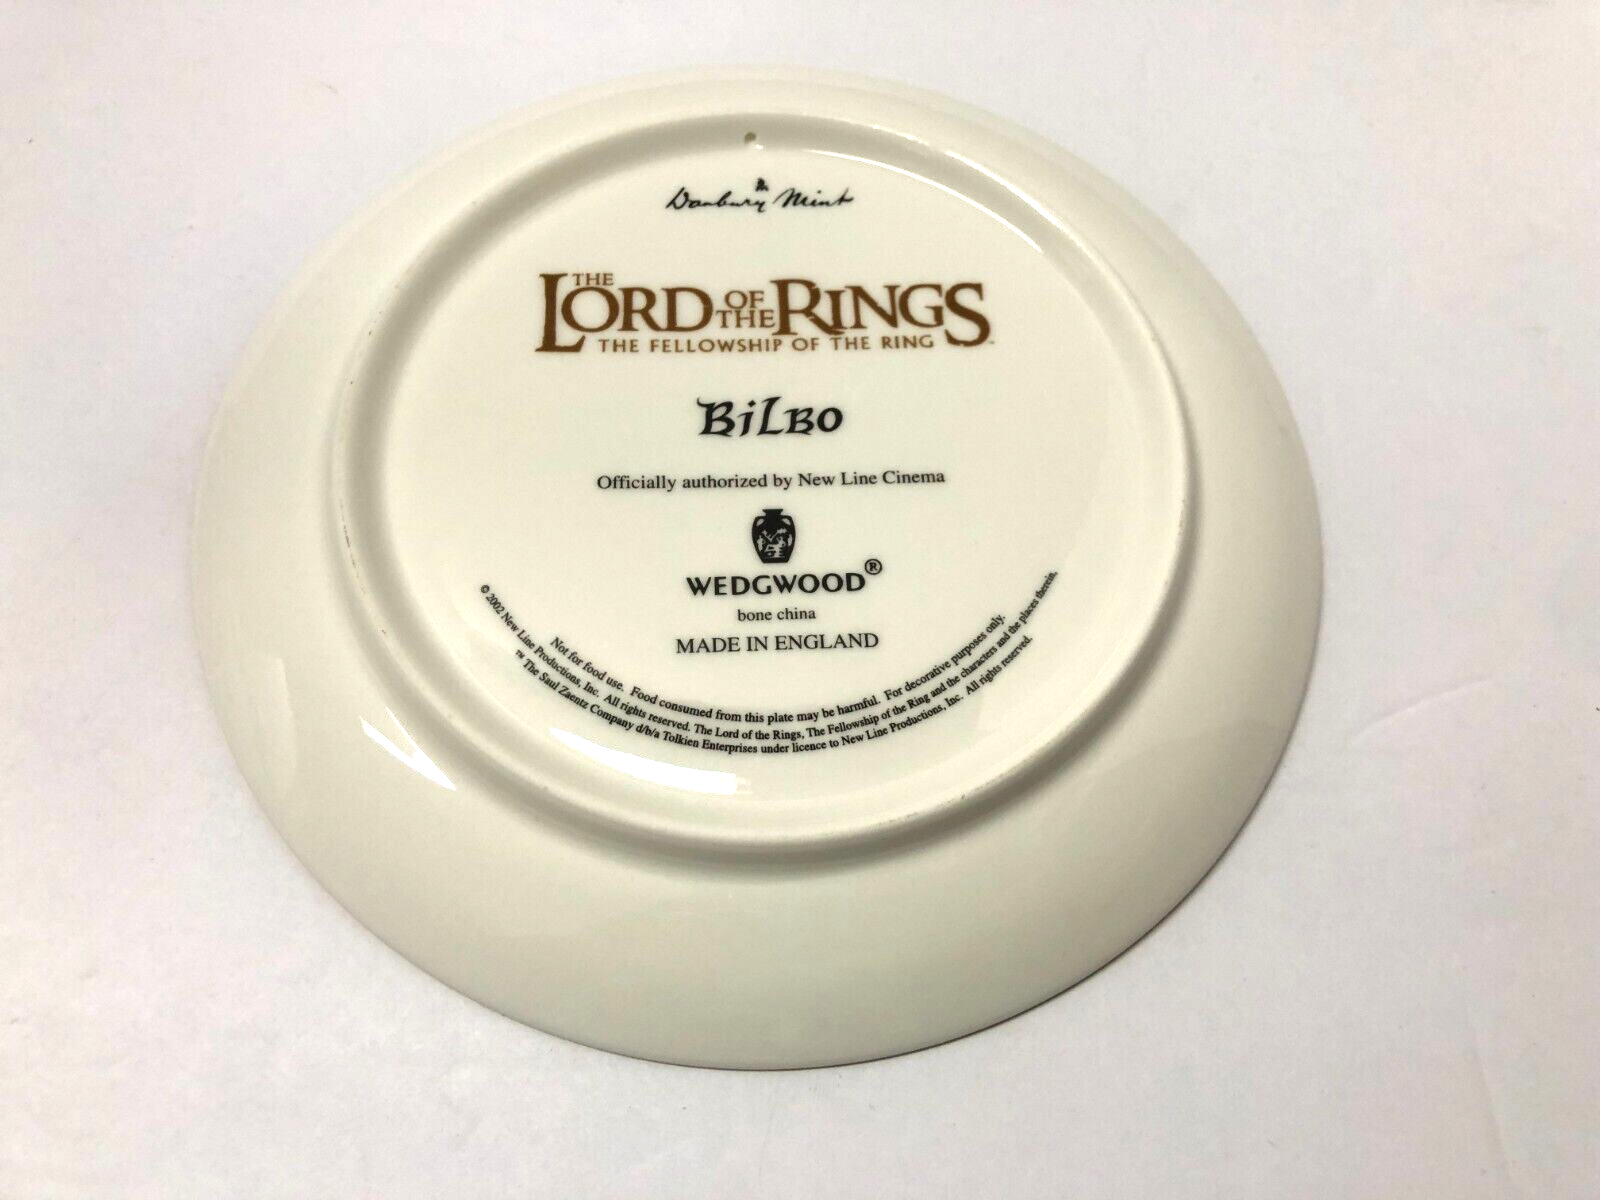 Danbury Mint
THE LORD OF THE RINGS™
THE FELLOWSHIP OF THE RING
BiLBO
Officially authorized by New Line Cinema
WEDGWOOD®
bone china
MADE IN ENGLAND
Not for food use. Food consumed from this plate may be harmful. For decorative purposes only.
© 2002 New Line Productions, Inc. All rights reserved. The Lord of the Rings, The Fellowship of the Ring and the characters and the places therein,
™ The Saul Zaentz Company d/b/a Tolkien Enterprises under licence to New Line Productions, Inc. All rights reserved.